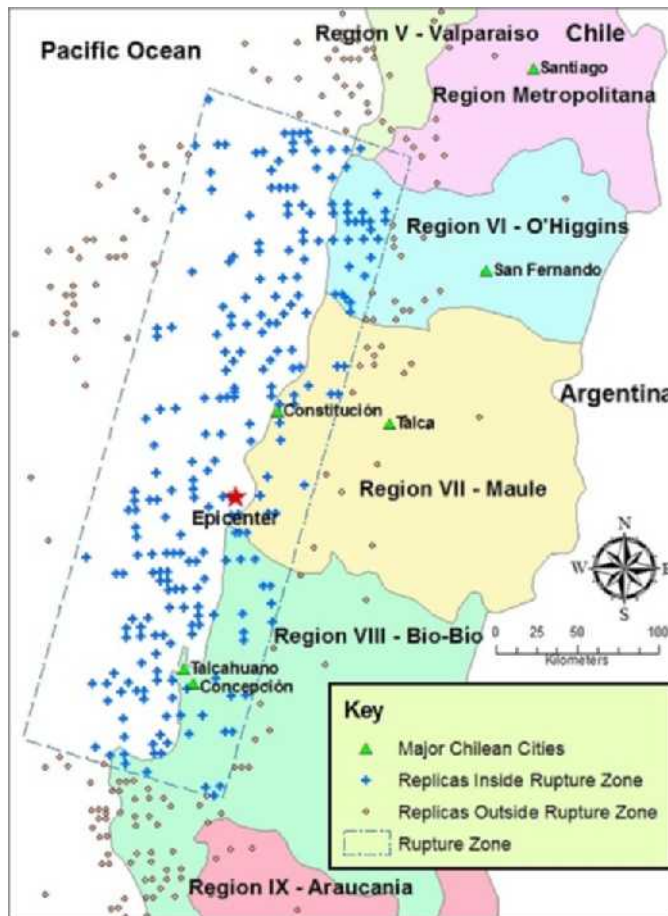 Region V - Valparaiso
Chile
Pacific Ocean
Santiago
Region Metropolitana
Region VI - O'Higgins
San Fernando
Argentina
Constitución
Talca
Region VII - Maule
Epicenter
N
W
E
S
Region VIII - Bio-Bío
0 25 50 100
Kilometers
Talcahuano
Concepción
Key
Major Chilean Cities
Replicas Inside Rupture Zone
Replicas Outside Rupture Zone
Rupture Zone
Region IX - Araucania